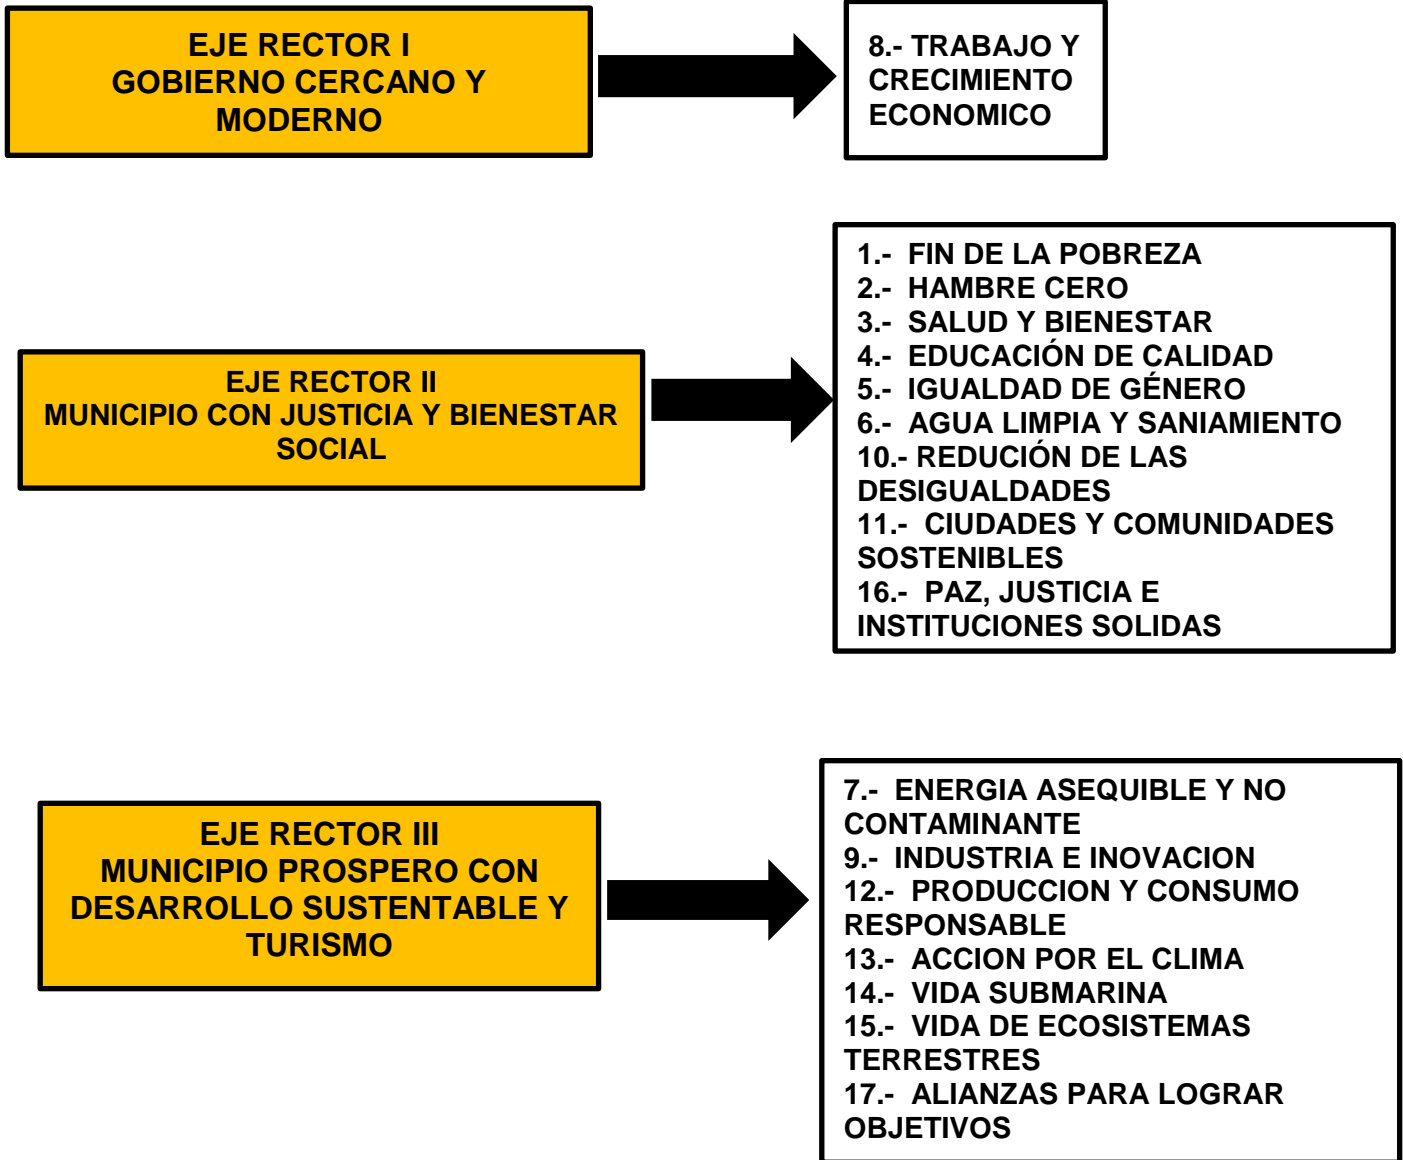 EJE RECTOR I
GOBIERNO CERCANO Y
MODERNO
8.- TRABAJO Y
CRECIMIENTO
ECONOMICO
EJE RECTOR II
MUNICIPIO CON JUSTICIA Y BIENESTAR
SOCIAL
1.- FIN DE LA POBREZA
2.- HAMBRE CERO
3.- SALUD Y BIENESTAR
4.- EDUCACIÓN DE CALIDAD
5.- IGUALDAD DE GÉNERO
6.- AGUA LIMPIA Y SANIAMIENTO
10.- REDUCIÓN DE LAS
DESIGUALDADES
11.- CIUDADES Y COMUNIDADES
SOSTENIBLES
16.- PAZ, JUSTICIA E
INSTITUCIONES SOLIDAS
EJE RECTOR III
MUNICIPIO PROSPERO CON
DESARROLLO SUSTENTABLE Y
TURISMO
7.- ENERGIA ASEQUIBLE Y NO
CONTAMINANTE
9.- INDUSTRIA E INOVACION
12.- PRODUCCION Y CONSUMO
RESPONSABLE
13.- ACCION POR EL CLIMA
14.- VIDA SUBMARINA
15.- VIDA DE ECOSISTEMAS
TERRESTRES
17.- ALIANZAS PARA LOGRAR
OBJETIVOS